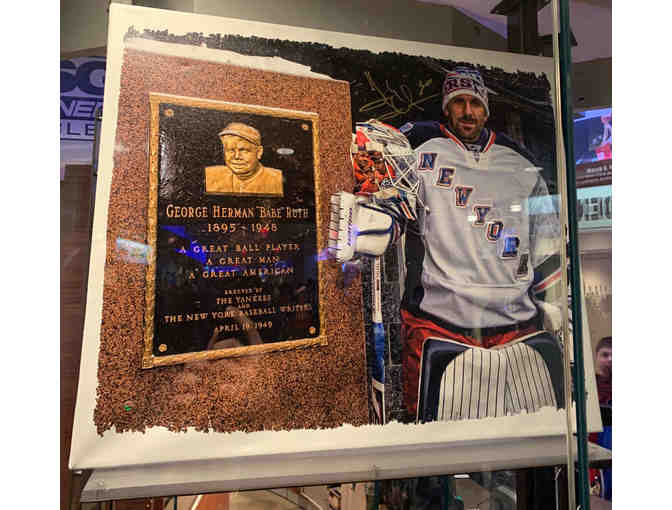 GEORGE HERMAN "BABE" RUTH
1895 - 1948
A GREAT BALL PLAYER
A GREAT MAN
A GREAT AMERICAN
ERECTED BY
THE YANKEES
AND
THE NEW YORK BASEBALL WRITERS
APRIL 19, 1949
NEW YORK